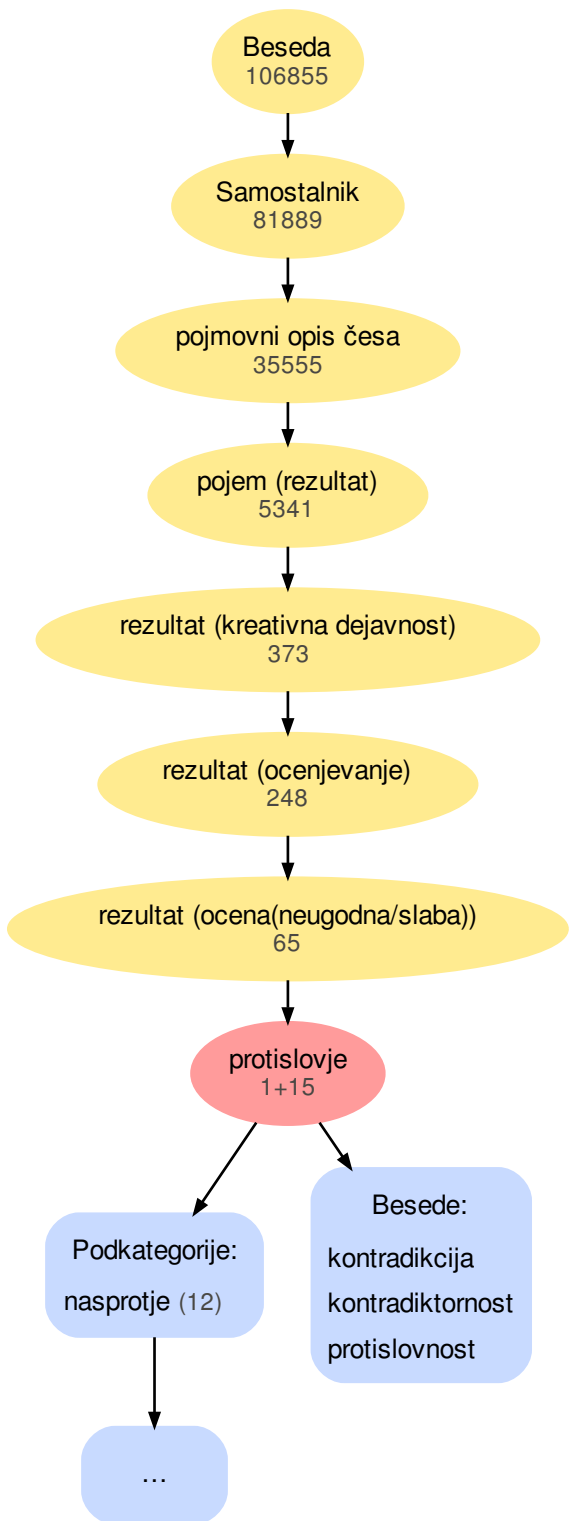 Beseda
106855
Samostalnik
81889
pojmovni opis česa
35555
pojem (rezultat)
5341
rezultat (kreativna dejavnost)
373
rezultat (ocenjevanje)
248
rezultat (ocena(neugodna/slaba))
65
protislovje
1+15
Podkategorije:
nasprotje (12)
…
Besede:
kontradikcija
kontradiktornost
protislovnost